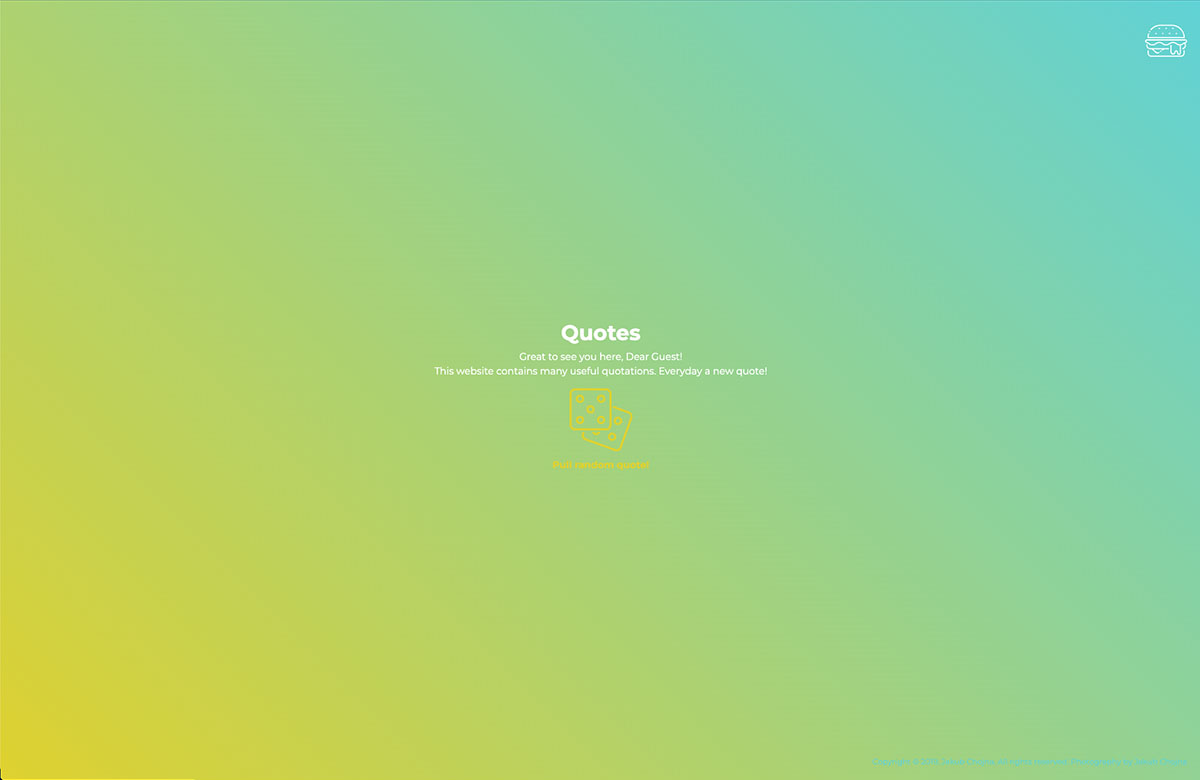 Quotes
Great to see you here, Dear Guest!
This website contains many useful quotations. Everyday a new quote!
Pull random quote!
Copyright © 2019, Jakub Chojna. All rights reserved. Photography by Jakub Chojna